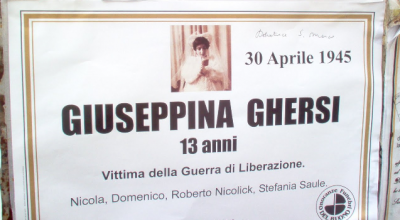 30 Aprile 1945
GIUSEPPINA GHERSI
13 anni
Vittima della Guerra di Liberazione.
Nicola, Domenico, Roberto Nicolick, Stefania Saule.